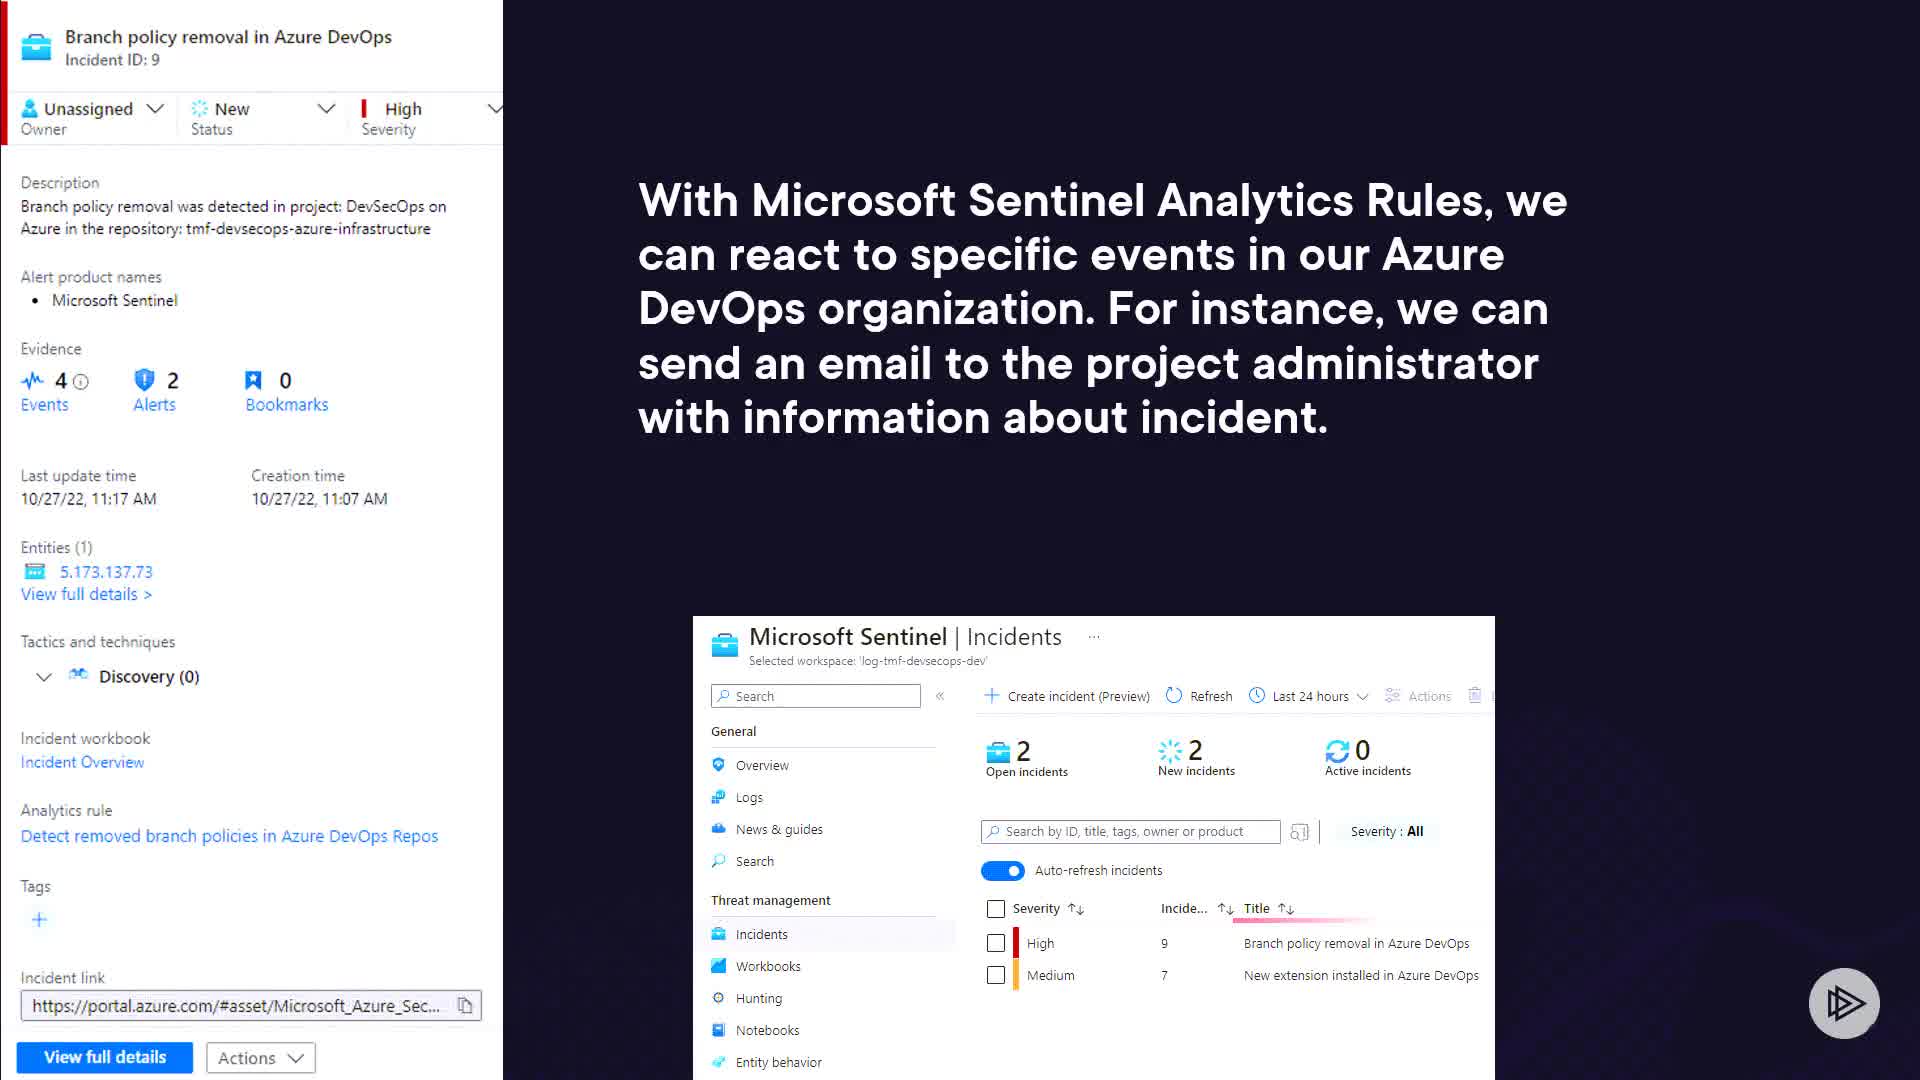 Branch policy removal in Azure DevOps
Incident ID: 9
Unassigned
Owner
New
Status
High
Severity
Description
Branch policy removal was detected in project: DevSecOps on
Azure in the repository: tmf-devsecops-azure-infrastructure
Alert product names
• Microsoft Sentinel
Evidence
4
Events
2
Alerts
0
Bookmarks
Last update time
10/27/22, 11:17 AM
Creation time
10/27/22, 11:07 AM
Entities (1)
5.173.137.73
View full details >
Tactics and techniques
Discovery (0)
Incident workbook
Incident Overview
Analytics rule
Detect removed branch policies in Azure DevOps Repos
Tags
Incident link
https://portal.azure.com/#asset/Microsoft_Azure_Sec...
View full details
Actions
With Microsoft Sentinel Analytics Rules, we
can react to specific events in our Azure
DevOps organization. For instance, we can
send an email to the project administrator
with information about incident.
Microsoft Sentinel | Incidents ...
Selected workspace: 'log-tmf-devsecops-dev'
Search
General
Overview
Logs
News & guides
Search
Threat management
Incidents
Workbooks
Hunting
Notebooks
Entity behavior
Create incident (Preview) Refresh Last 24 hours Actions
2
Open incidents
2
New incidents
0
Active incidents
Search by ID, title, tags, owner or product
Severity : All
Auto-refresh incidents
Severity Incide... Title
High 9 Branch policy removal in Azure DevOps
Medium 7 New extension installed in Azure DevOps